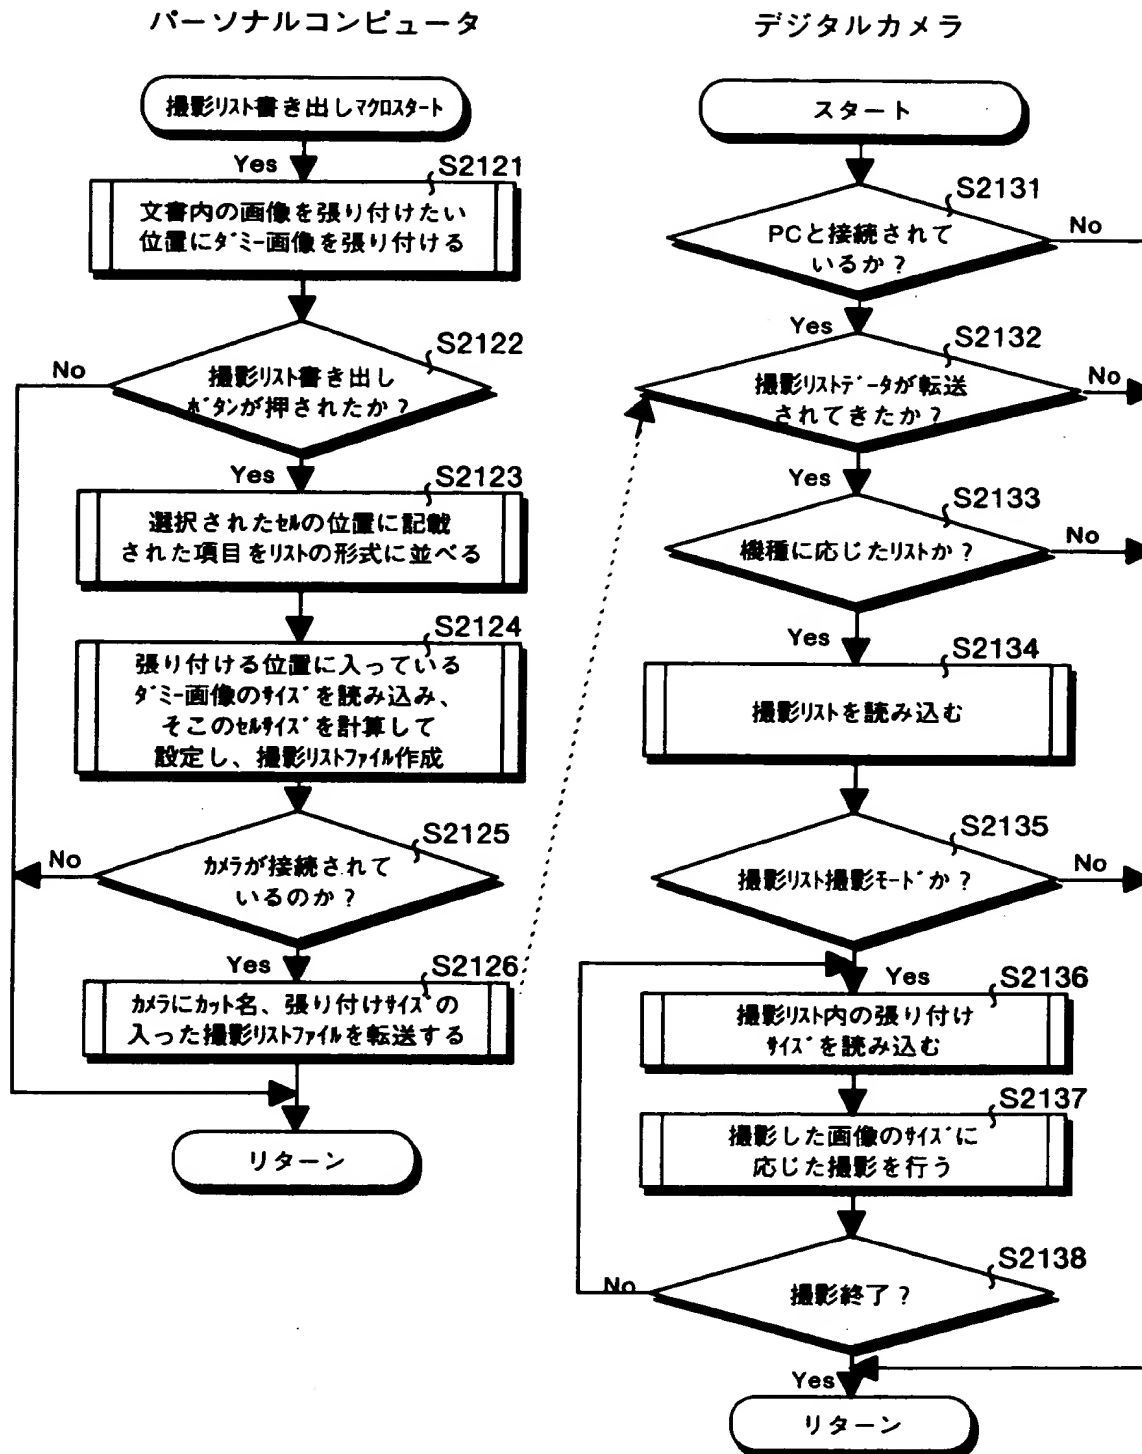 パーソナルコンピュータ
撮影リスト書き出しマクロスタート
Yes
S2121
文書内の画像を張り付けたい
位置にダミー画像を張り付ける
S2122
No
撮影リスト書き出し
ボタンが押されたか？
Yes
S2123
選択されたセルの位置に記載
された項目をリストの形式に並べる
S2124
張り付ける位置に入っている
ダミー画像のサイズを読み込み、
そこのセルサイズを計算して
設定し、撮影リストファイル作成
S2125
No
カメラが接続されて
いるのか？
Yes
S2126
カメラにカット名、張り付けサイズの
入った撮影リストファイルを転送する
リターン
デジタルカメラ
スタート
S2131
PCと接続されて
いるか？
No
Yes
S2132
撮影リストデータが転送
されてきたか？
No
Yes
S2133
機種に応じたリストか？
No
Yes
S2134
撮影リストを読み込む
S2135
撮影リスト撮影モードか？
No
Yes
S2136
撮影リスト内の張り付け
サイズを読み込む
S2137
撮影した画像のサイズに
応じた撮影を行う
S2138
No
撮影終了？
Yes
リターン